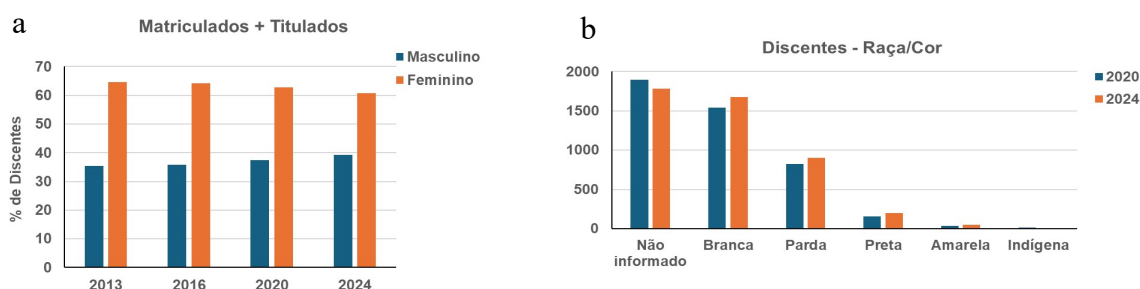 a
Matriculados + Titulados
Masculino
Feminino
% de Discentes
70
60
50
40
30
20
10
0
2013 2016 2020 2024
b
Discentes - Raça/Cor
2020
2024
2000
1500
1000
500
0
Não informado Branca Parda Preta Amarela Indígena